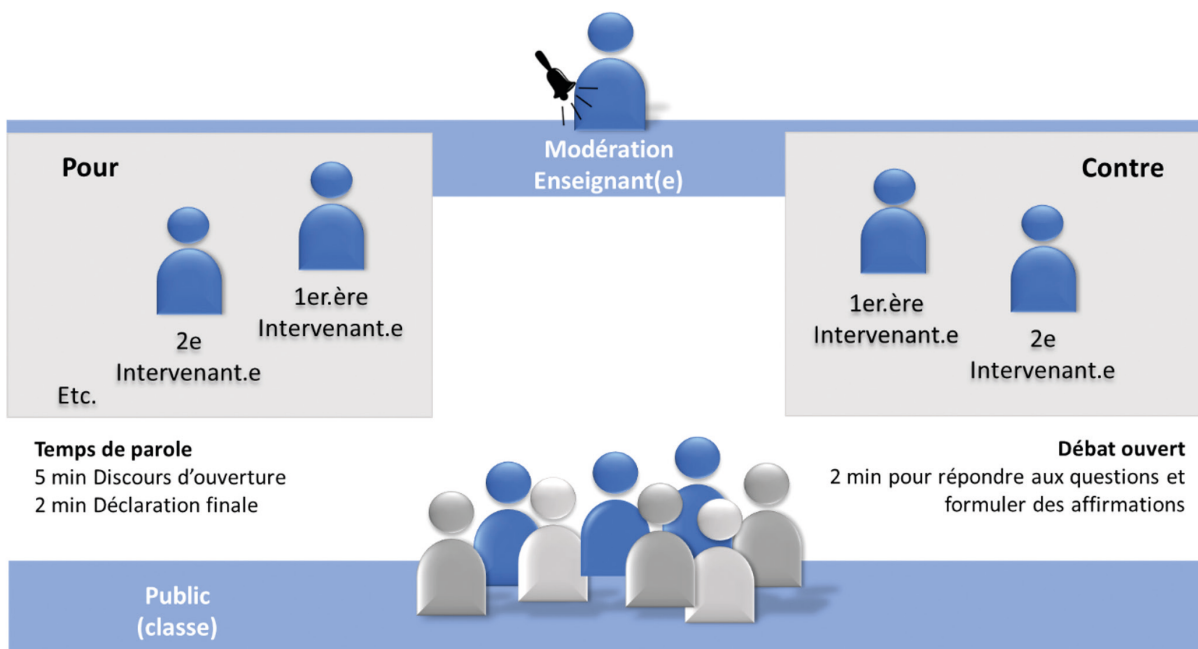 Modération
Enseignant(e)
Pour
1er.ère
Intervenant.e
2e
Intervenant.e
Etc.
Contre
1er.ère
Intervenant.e
2e
Intervenant.e
Temps de parole
5 min Discours d’ouverture
2 min Déclaration finale
Débat ouvert
2 min pour répondre aux questions et
formuler des affirmations
Public
(classe)